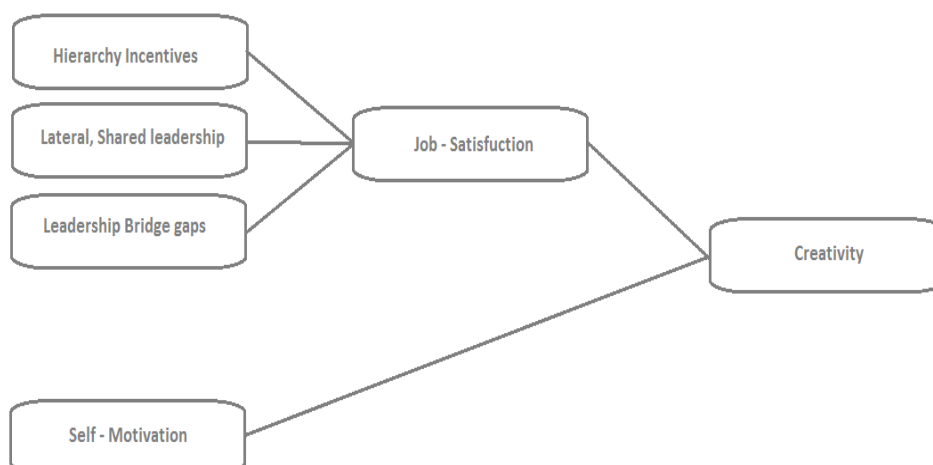 Hierarchy Incentives
Lateral, Shared leadership
Job - Satisfuction
Leadership Bridge gaps
Creativity
Self - Motivation